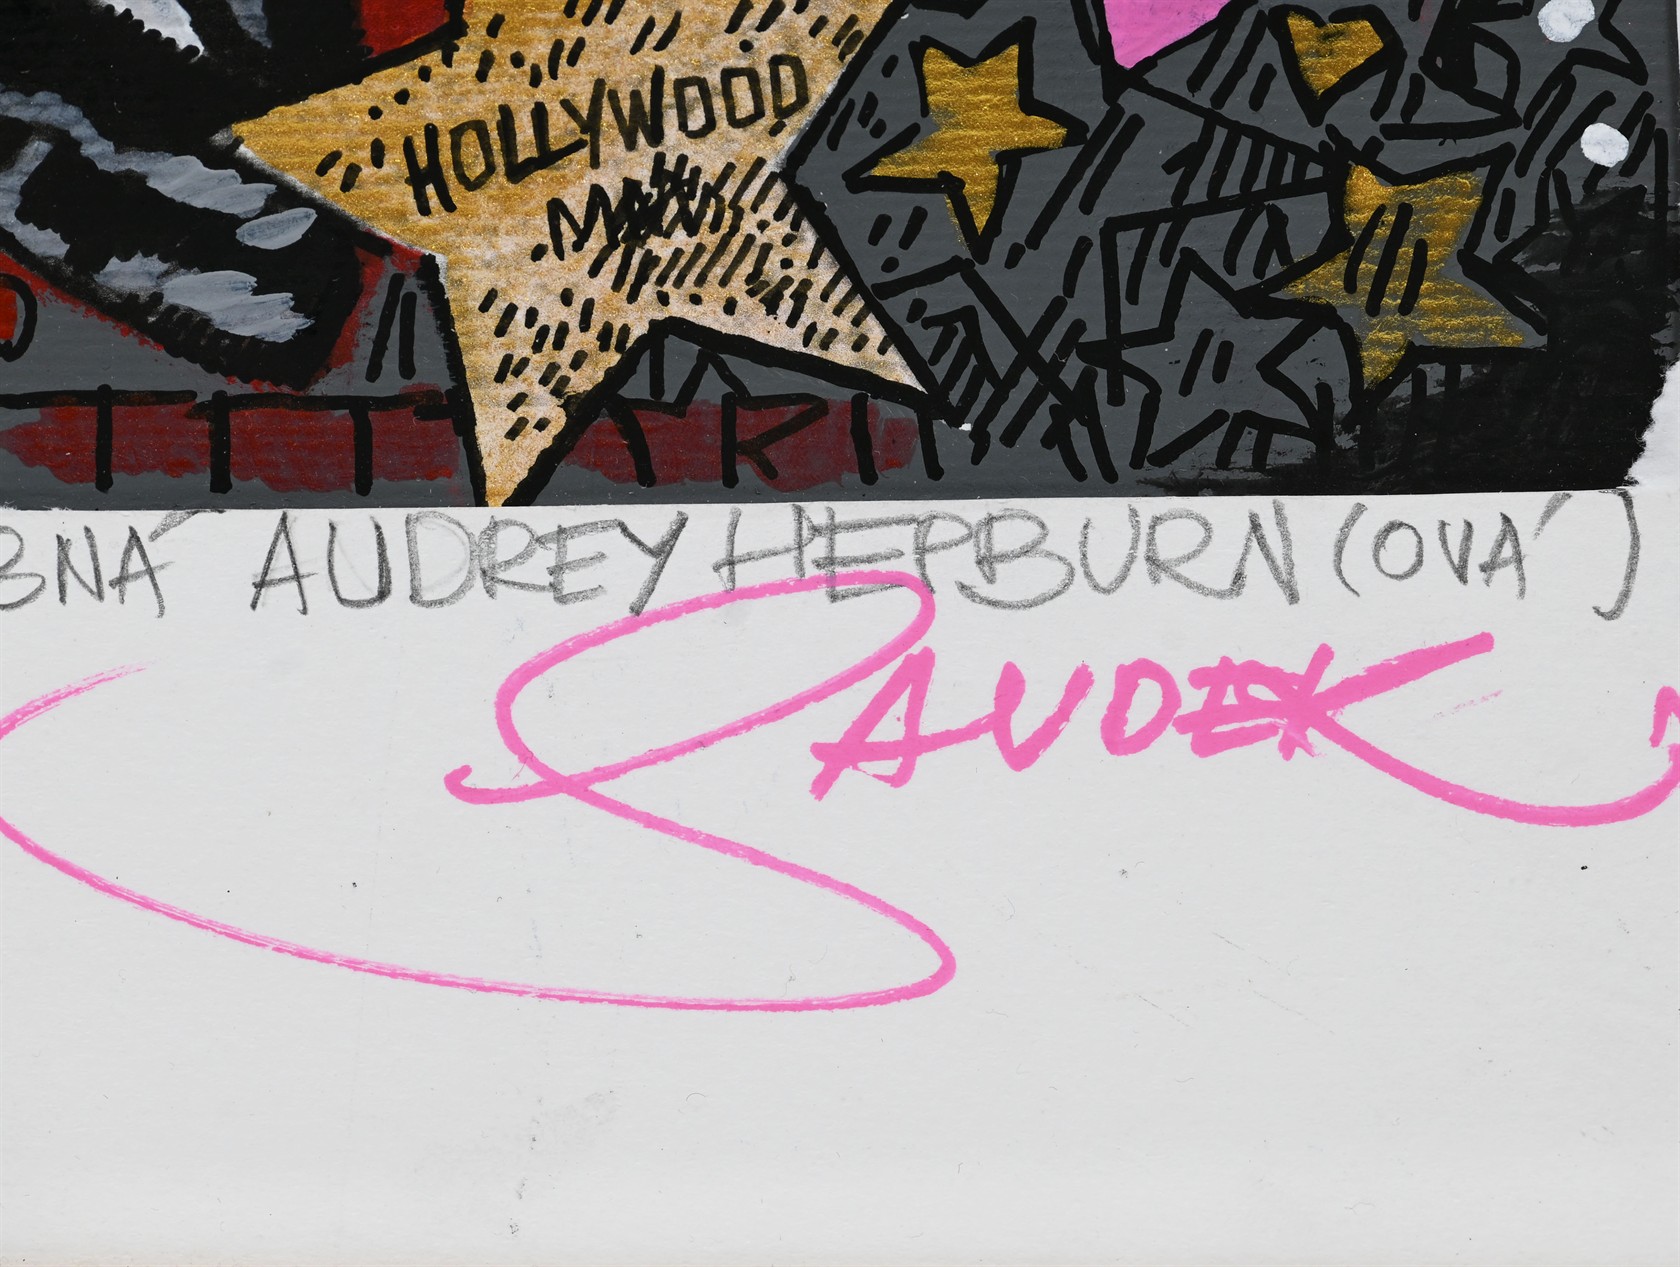 HOLLYWOOD
BNÁ AUDREY HEPBURN (OVÁ)
SAUDEK